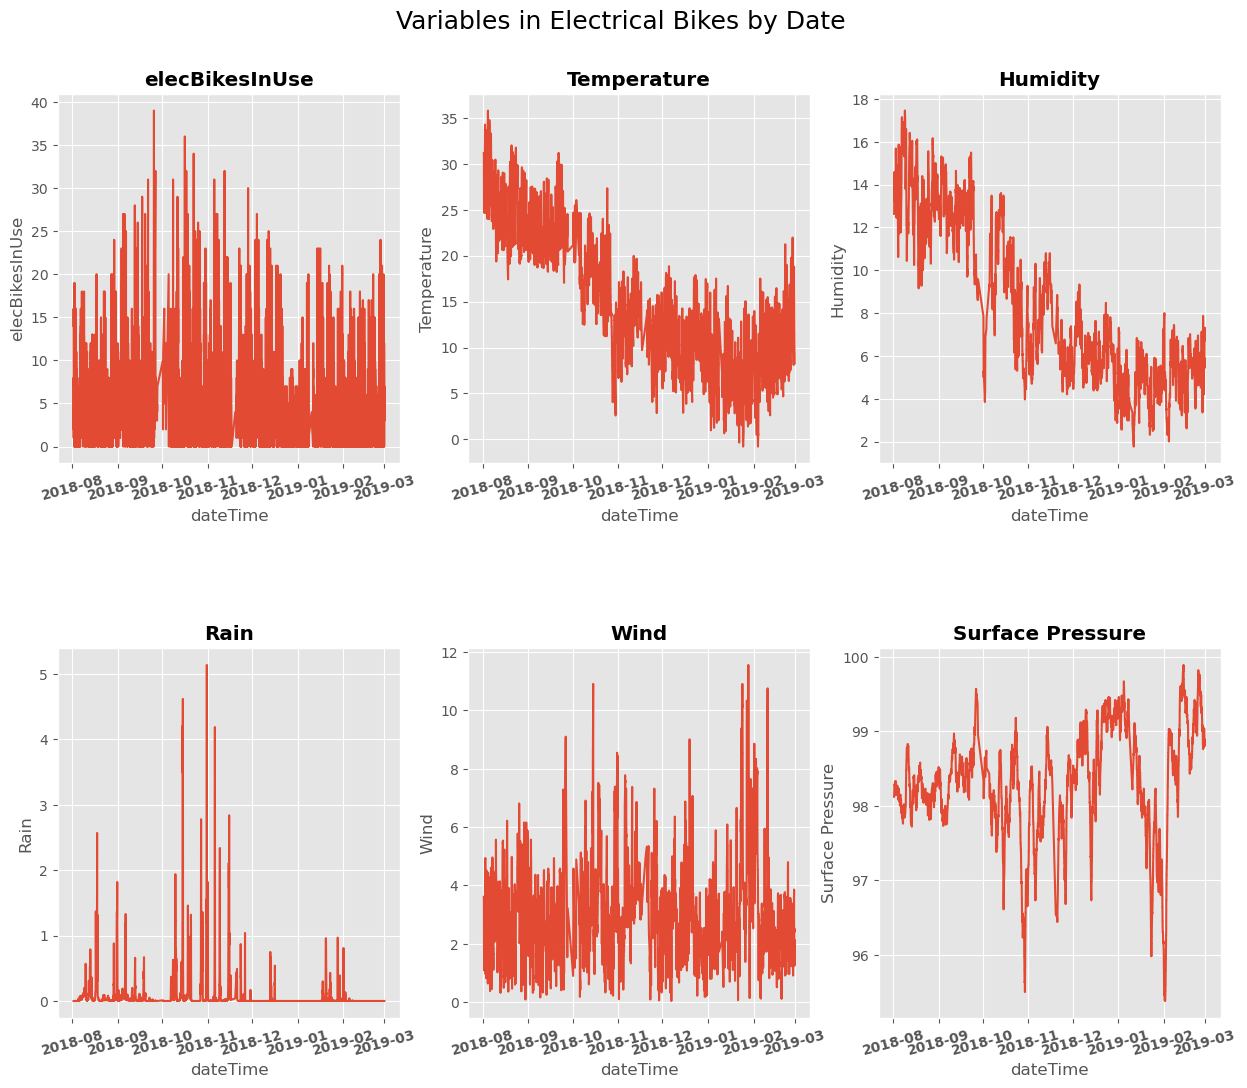 Variables in Electrical Bikes by Date
elecBikesInUse
elecBikesInUse
40
35
30
25
20
15
10
5
0
2018-08 2018-09 2018-10 2018-11 2018-12 2019-01 2019-02 2019-03
dateTime
Temperature
Temperature
35
30
25
20
15
10
5
0
2018-08 2018-09 2018-10 2018-11 2018-12 2019-01 2019-02 2019-03
dateTime
Humidity
Humidity
18
16
14
12
10
8
6
4
2
2018-08 2018-09 2018-10 2018-11 2018-12 2019-01 2019-02 2019-03
dateTime
Rain
Rain
5
4
3
2
1
0
2018-08 2018-09 2018-10 2018-11 2018-12 2019-01 2019-02 2019-03
dateTime
Wind
Wind
12
10
8
6
4
2
0
2018-08 2018-09 2018-10 2018-11 2018-12 2019-01 2019-02 2019-03
dateTime
Surface Pressure
Surface Pressure
100
99
98
97
96
2018-08 2018-09 2018-10 2018-11 2018-12 2019-01 2019-02 2019-03
dateTime